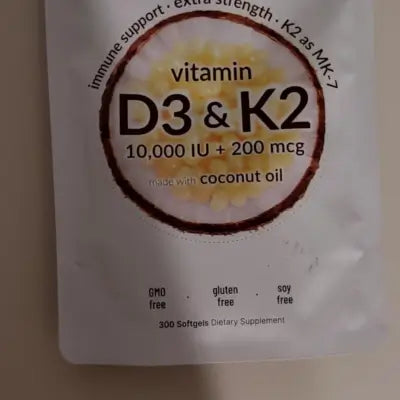 immune support · extra strength · K2 as MK-7
vitamin
D3 & K2
10,000 IU + 200 mcg
made with coconut oil
GMO free · gluten free · soy free
300 Softgels Dietary Supplement